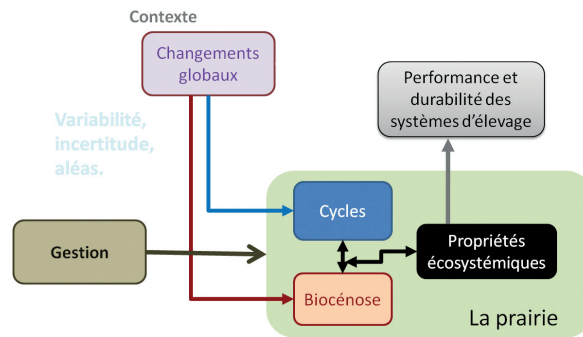 Contexte
Changements
globaux
Performance et
durabilité des
systèmes d'élevage
Variabilité,
incertitude,
aléas.
Cycles
Gestion
Propriétés
écosystémiques
Biocénose
La prairie